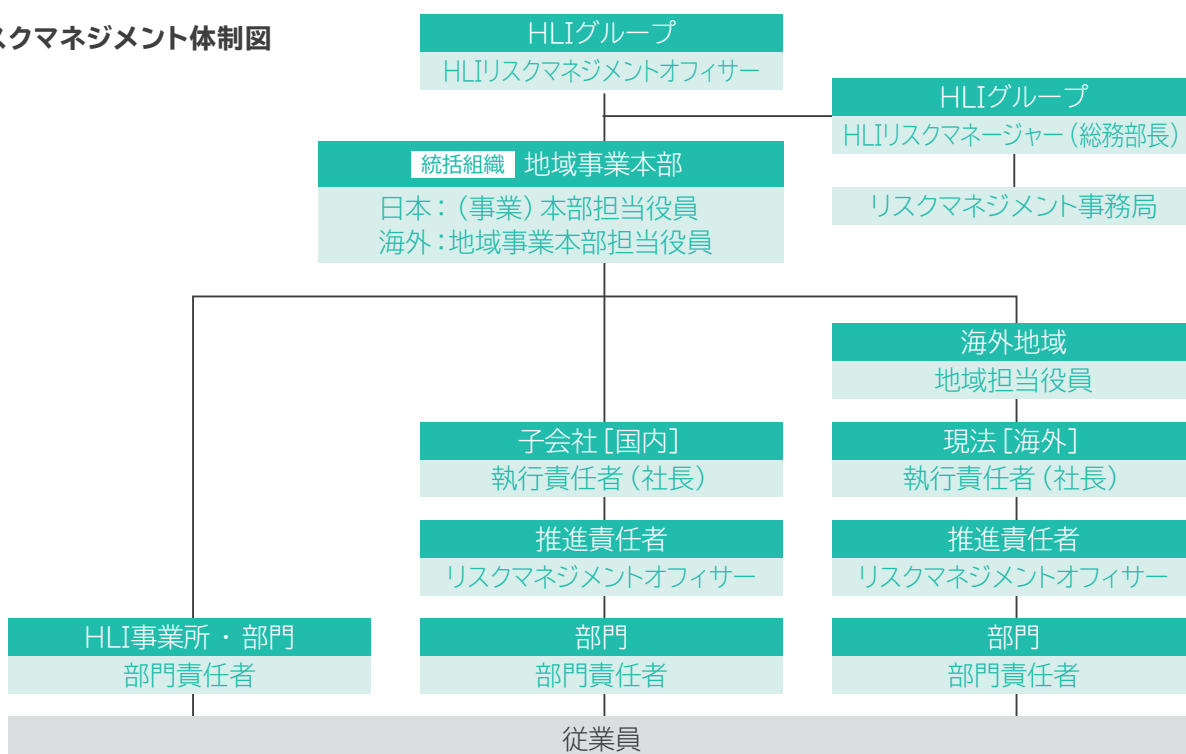 スクマネジメント体制図
HLIグループ
HLIリスクマネジメントオフィサー
HLIグループ
HLIリスクマネージャー（総務部長）
リスクマネジメント事務局
統括組織 地域事業本部
日本：（事業）本部担当役員
海外：地域事業本部担当役員
海外地域
地域担当役員
子会社［国内］
執行責任者（社長）
現法［海外］
執行責任者（社長）
推進責任者
リスクマネジメントオフィサー
推進責任者
リスクマネジメントオフィサー
HLI事業所・部門
部門責任者
部門
部門責任者
部門
部門責任者
従業員